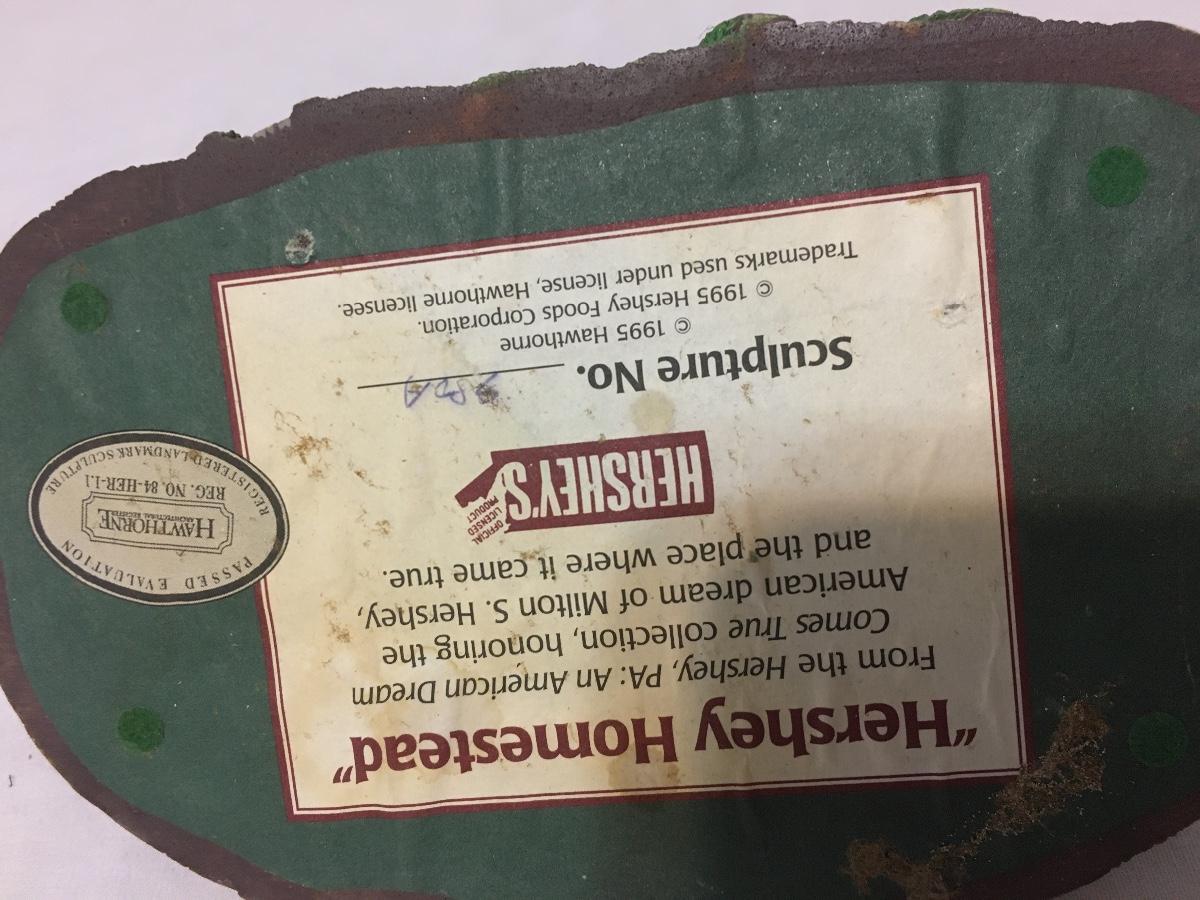 "Hershey Homestead"
From the Hershey, PA: An American Dream
Comes True collection, honoring the
American dream of Milton S. Hershey,
and the place where it came true.
HERSHEY'S
OFFICIAL
LICENSED
PRODUCT
Sculpture No.
© 1995 Hawthorne
© 1995 Hershey Foods Corporation.
Trademarks used under license, Hawthorne licensee.
PASSED EVALUATION
HAWTHORNE
ARCHITECTURAL REGISTER
REG. NO. 84-HER-1.1
REGISTERED LANDMARK SCULPTURE